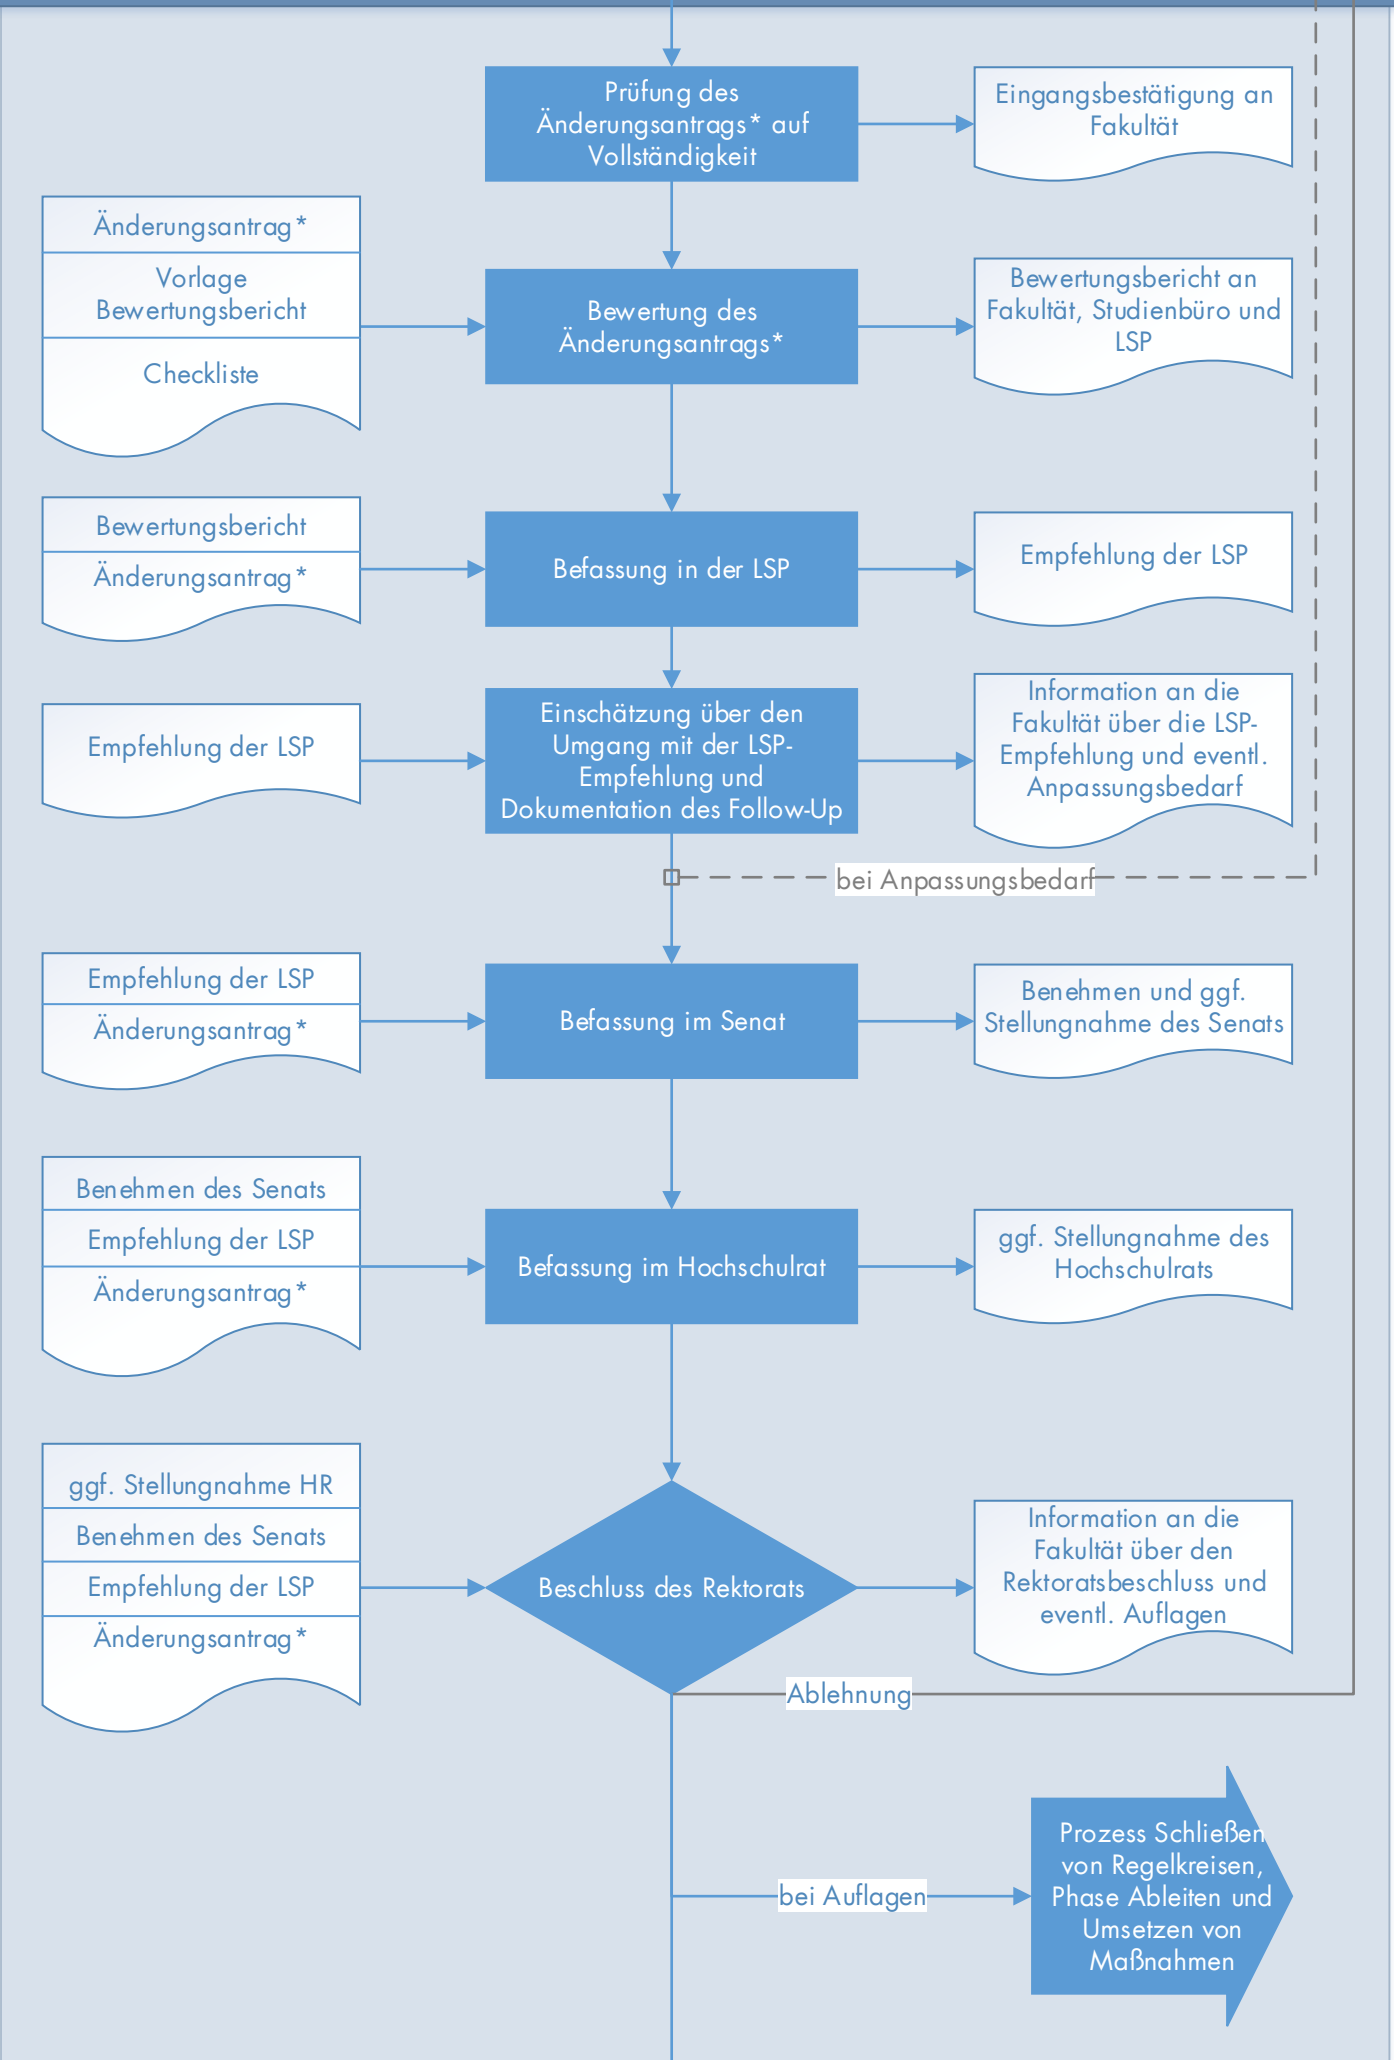 Prüfung des
Änderungsantrags* auf
Vollständigkeit
Eingangsbestätigung an
Fakultät
Änderungsantrag*
Vorlage
Bewertungsbericht
Checkliste
Bewertung des
Änderungsantrags*
Bewertungsbericht an
Fakultät, Studienbüro und
LSP
Bewertungsbericht
Änderungsantrag*
Befassung in der LSP
Empfehlung der LSP
Empfehlung der LSP
Einschätzung über den
Umgang mit der LSP-
Empfehlung und
Dokumentation des Follow-Up
Information an die
Fakultät über die LSP-
Empfehlung und eventl.
Anpassungsbedarf
bei Anpassungsbedarf
Empfehlung der LSP
Änderungsantrag*
Befassung im Senat
Benehmen und ggf.
Stellungnahme des Senats
Benehmen des Senats
Empfehlung der LSP
Änderungsantrag*
Befassung im Hochschulrat
ggf. Stellungnahme des
Hochschulrats
ggf. Stellungnahme HR
Benehmen des Senats
Empfehlung der LSP
Änderungsantrag*
Beschluss des Rektorats
Information an die
Fakultät über den
Rektoratsbeschluss und
eventl. Auflagen
Ablehnung
bei Auflagen
Prozess Schließen
von Regelkreisen,
Phase Ableiten und
Umsetzen von
Maßnahmen